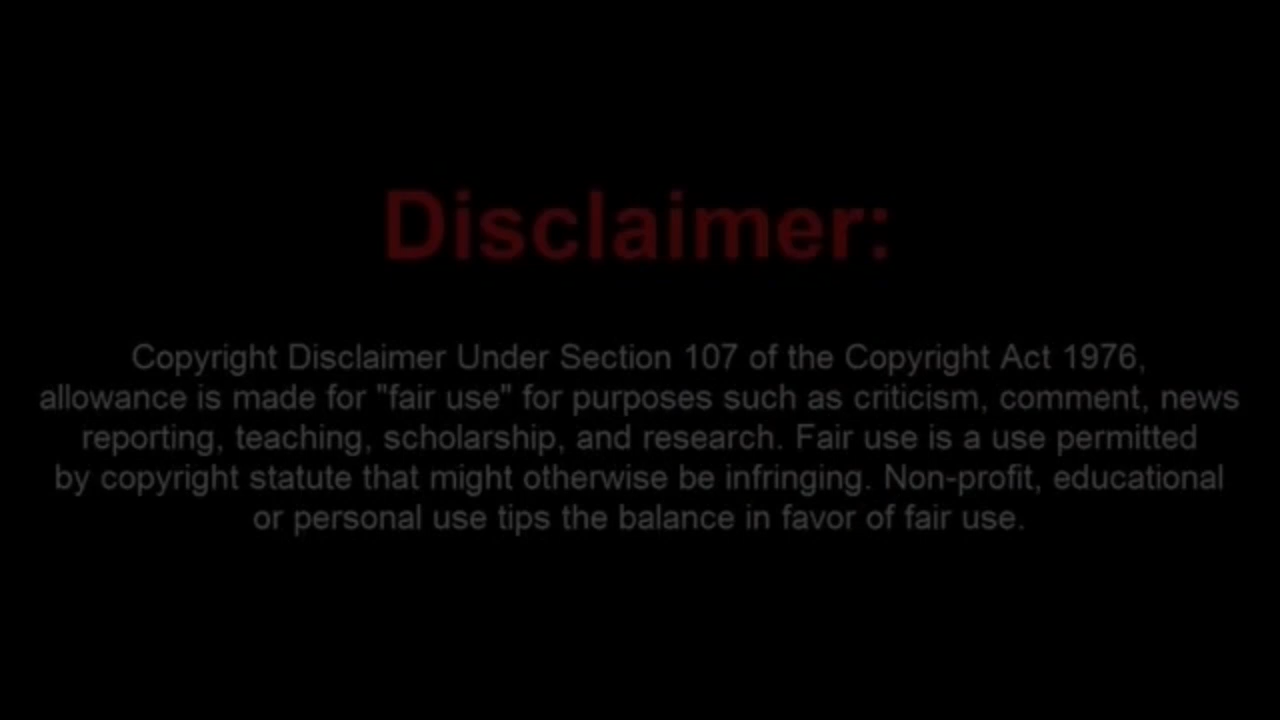 Disclaimer:
Copyright Disclaimer Under Section 107 of the Copyright Act 1976,
allowance is made for "fair use" for purposes such as criticism, comment, news
reporting, teaching, scholarship, and research. Fair use is a use permitted
by copyright statute that might otherwise be infringing. Non-profit, educational
or personal use tips the balance in favor of fair use.